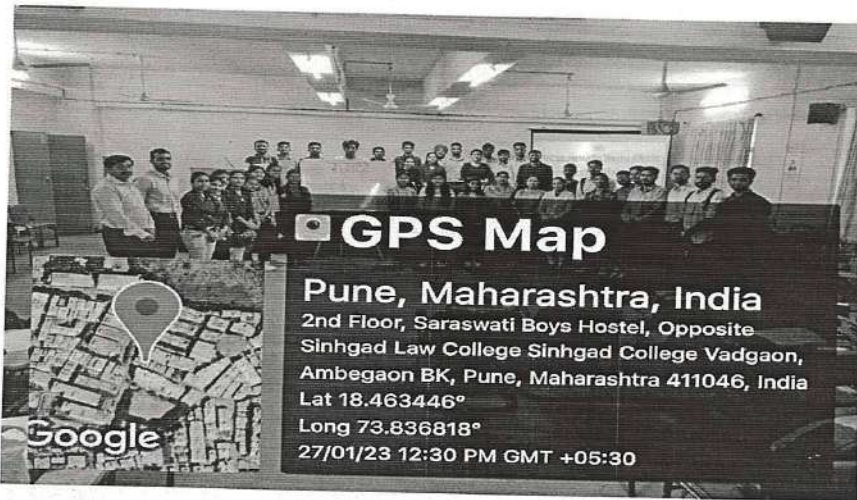 GPS Map
Pune, Maharashtra, India
2nd Floor, Saraswati Boys Hostel, Opposite
Sinhgad Law College Sinhgad College Vadgaon,
Ambegaon BK, Pune, Maharashtra 411046, India
Lat 18.463446°
Long 73.836818°
27/01/23 12:30 PM GMT +05:30
Google